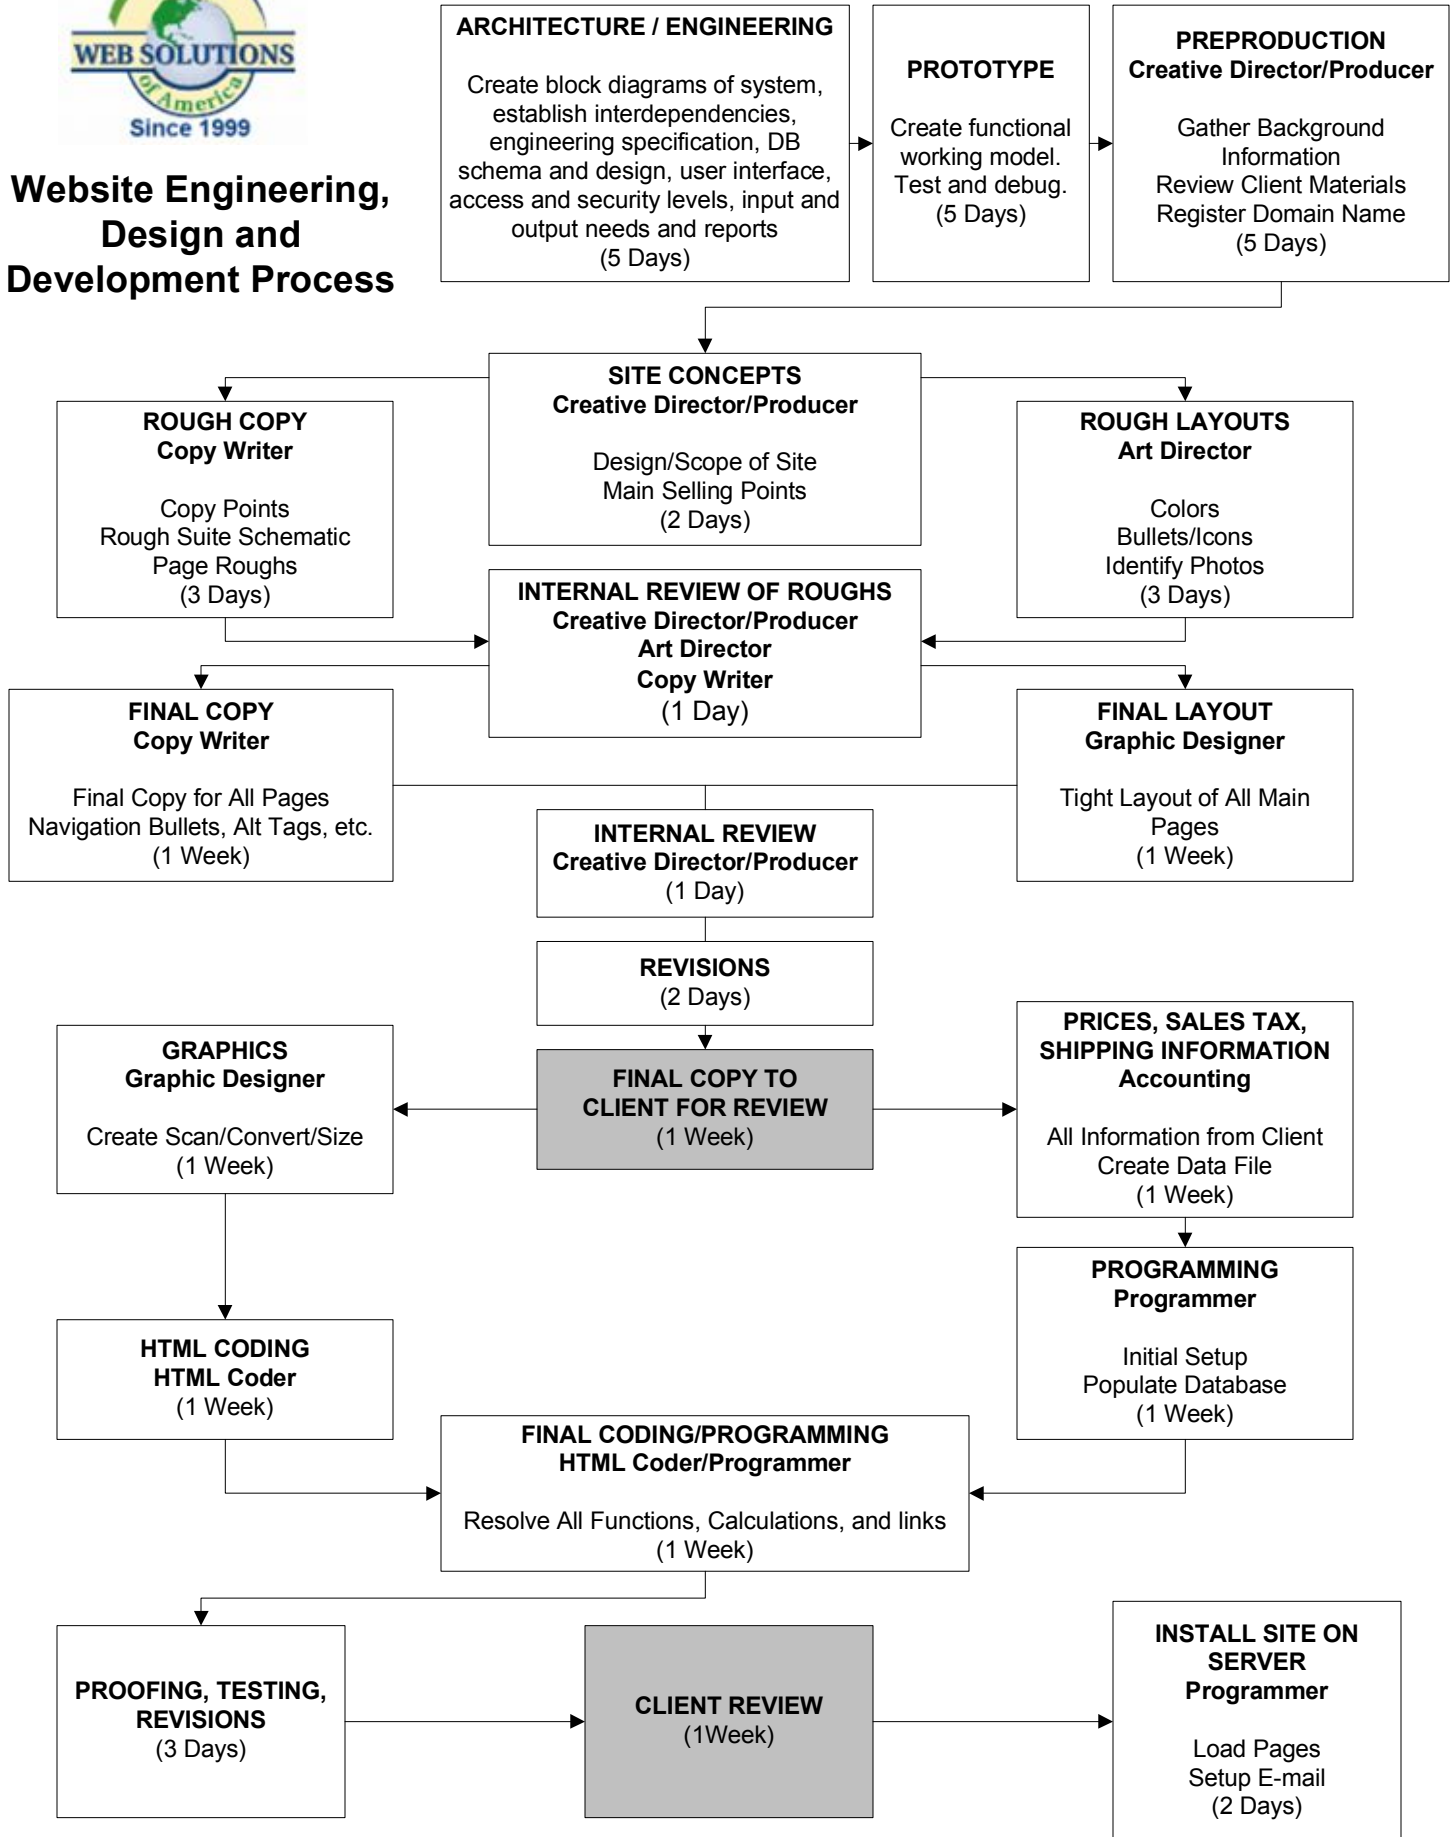 WEB SOLUTIONS
of America
Since 1999
Website Engineering,
Design and
Development Process
ARCHITECTURE / ENGINEERING
Create block diagrams of system,
establish interdependencies,
engineering specification, DB
schema and design, user interface,
access and security levels, input and
output needs and reports
(5 Days)
PROTOTYPE
Create functional
working model.
Test and debug.
(5 Days)
PREPRODUCTION
Creative Director/Producer
Gather Background
Information
Review Client Materials
Register Domain Name
(5 Days)
SITE CONCEPTS
Creative Director/Producer
Design/Scope of Site
Main Selling Points
(2 Days)
ROUGH COPY
Copy Writer
Copy Points
Rough Suite Schematic
Page Roughs
(3 Days)
ROUGH LAYOUTS
Art Director
Colors
Bullets/Icons
Identify Photos
(3 Days)
INTERNAL REVIEW OF ROUGHS
Creative Director/Producer
Art Director
Copy Writer
(1 Day)
FINAL COPY
Copy Writer
Final Copy for All Pages
Navigation Bullets, Alt Tags, etc.
(1 Week)
FINAL LAYOUT
Graphic Designer
Tight Layout of All Main
Pages
(1 Week)
INTERNAL REVIEW
Creative Director/Producer
(1 Day)
REVISIONS
(2 Days)
FINAL COPY TO
CLIENT FOR REVIEW
(1 Week)
GRAPHICS
Graphic Designer
Create Scan/Convert/Size
(1 Week)
PRICES, SALES TAX,
SHIPPING INFORMATION
Accounting
All Information from Client
Create Data File
(1 Week)
HTML CODING
HTML Coder
(1 Week)
PROGRAMMING
Programmer
Initial Setup
Populate Database
(1 Week)
FINAL CODING/PROGRAMMING
HTML Coder/Programmer
Resolve All Functions, Calculations, and links
(1 Week)
PROOFING, TESTING,
REVISIONS
(3 Days)
CLIENT REVIEW
(1Week)
INSTALL SITE ON
SERVER
Programmer
Load Pages
Setup E-mail
(2 Days)